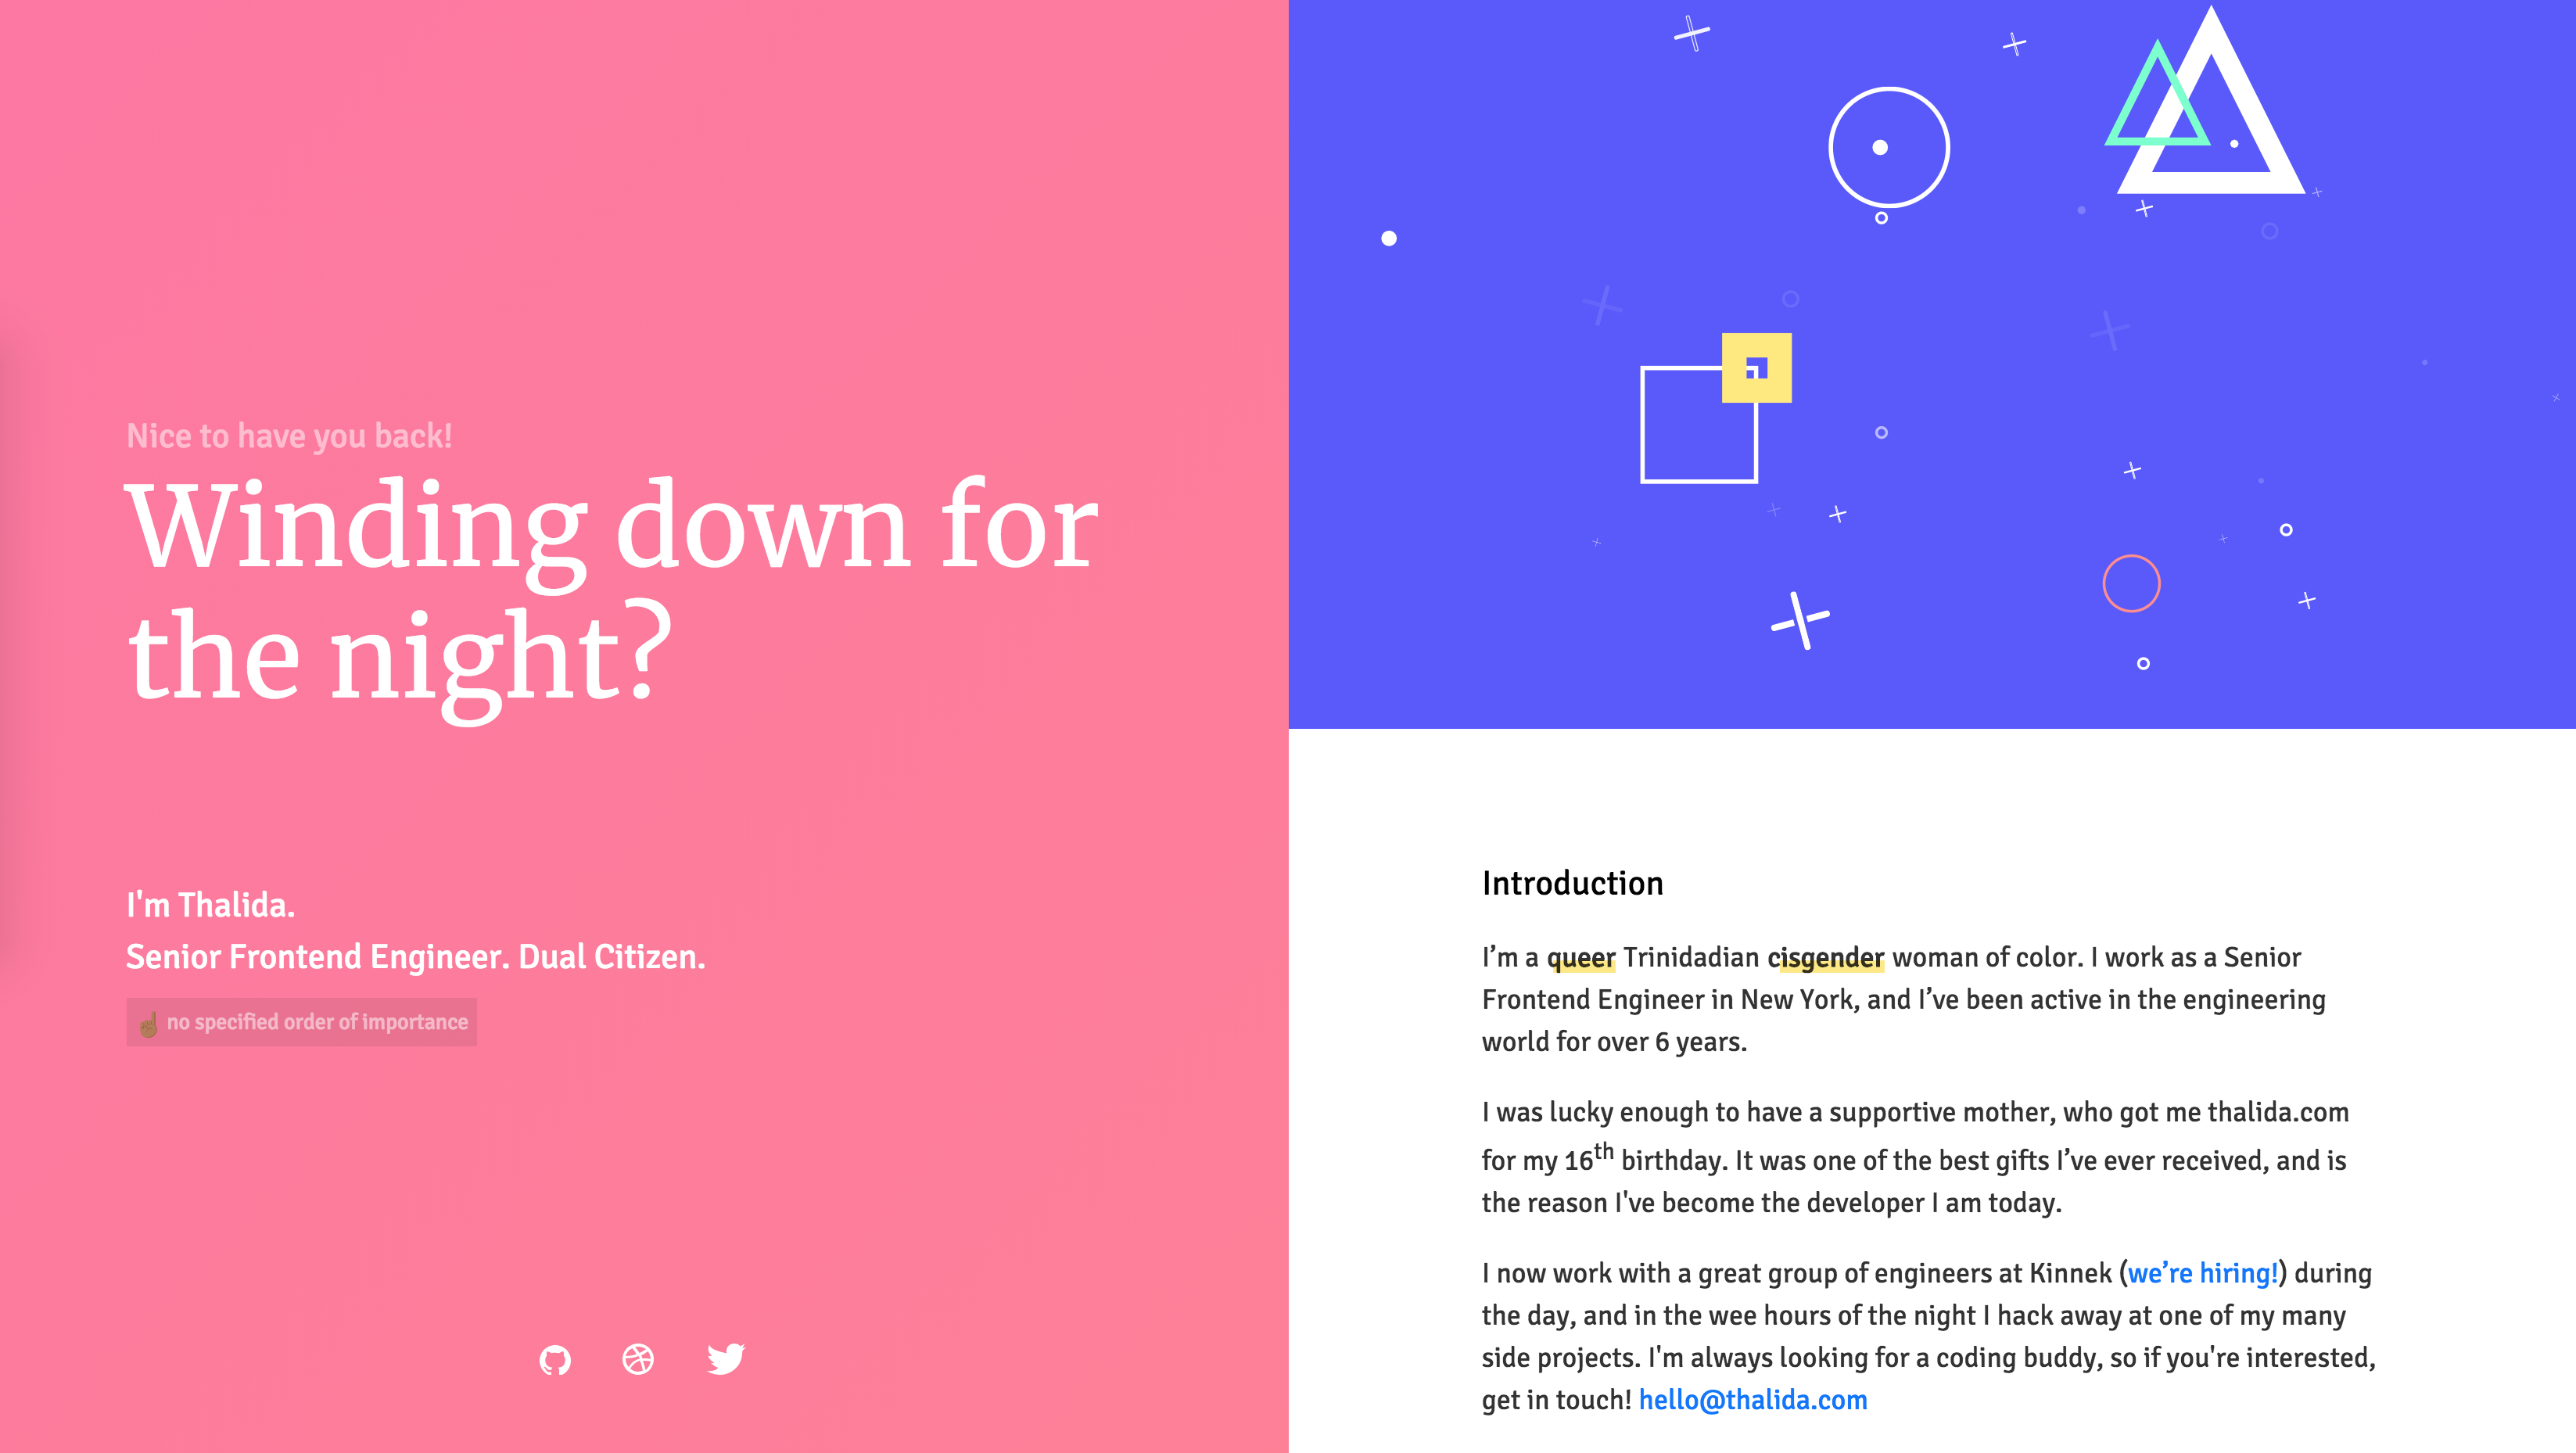 Nice to have you back!
Winding down for
the night?
I'm Thalida.
Senior Frontend Engineer. Dual Citizen.
☝🏾 no specified order of importance
Introduction
I’m a queer Trinidadian cisgender woman of color. I work as a Senior
Frontend Engineer in New York, and I’ve been active in the engineering
world for over 6 years.
I was lucky enough to have a supportive mother, who got me thalida.com
for my 16th birthday. It was one of the best gifts I’ve ever received, and is
the reason I've become the developer I am today.
I now work with a great group of engineers at Kinnek (we’re hiring!) during
the day, and in the wee hours of the night I hack away at one of my many
side projects. I'm always looking for a coding buddy, so if you're interested,
get in touch! hello@thalida.com